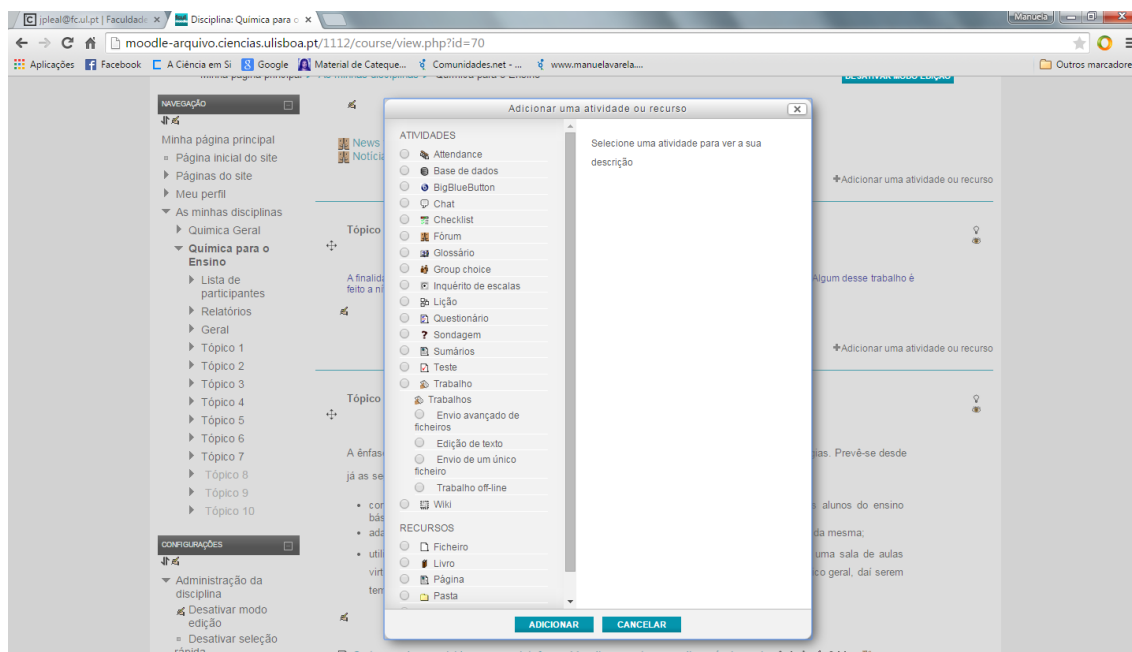 jpleal@fc.ul.pt | Faculdade
Disciplina: Química para o
Manuela
moodle-arquivo.ciencias.ulisboa.pt/1112/course/view.php?id=70
Aplicações
Facebook
A Ciência em Si
Google
Material de Cateque...
Comunidades.net - ...
www.manuelavarela....
Outros marcadore
DESATIVAR MODO EDIÇÃO
NAVEGAÇÃO
Minha página principal
Página inicial do site
Páginas do site
Meu perfil
As minhas disciplinas
Quimica Geral
Química para o
Ensino
Lista de
participantes
Relatórios
Geral
Tópico 1
Tópico 2
Tópico 3
Tópico 4
Tópico 5
Tópico 6
Tópico 7
Tópico 8
Tópico 9
Tópico 10
CONFIGURAÇÕES
Administração da
disciplina
Desativar modo
edição
Desativar seleção
rápida
News
Tópico
feito a ní
Tópico
já as se
Adicionar uma atividade ou recurso
x
ATIVIDADES
Attendance
Base de dados
BigBlueButton
Chat
Checklist
Fórum
Glossário
Group choice
Inquérito de escalas
Lição
Questionário
? Sondagem
Sumários
Teste
Trabalho
Trabalhos
Envio avançado de
ficheiros
Edição de texto
Envio de um único
ficheiro
Trabalho off-line
Wiki
RECURSOS
Ficheiro
Livro
Página
Pasta
Selecione uma atividade para ver a sua
descrição
ADICIONAR
CANCELAR
+Adicionar uma atividade ou recurso
Algum desse trabalho é
+Adicionar uma atividade ou recurso
Prevê-se desde
alunos do ensino
da mesma;
uma sala de aulas
geral, daí serem